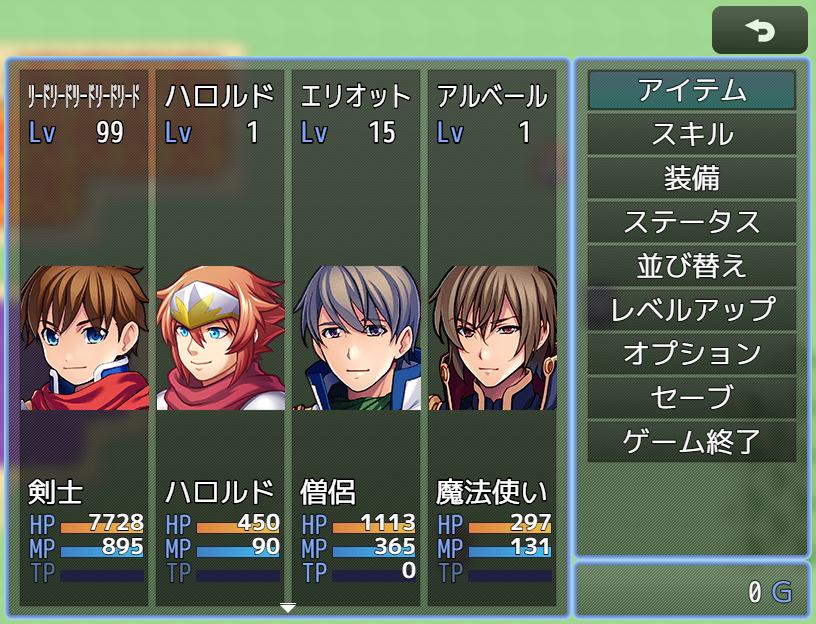 リードリードリードリードリード
Lv 99
ハロルド
Lv 1
エリオット
Lv 15
アルベール
Lv 1
剣士
HP 7728
MP 895
TP
ハロルド
HP 450
MP 90
TP
僧侶
HP 1113
MP 365
TP 0
魔法使い
HP 297
MP 131
TP
アイテム
スキル
装備
ステータス
並び替え
レベルアップ
オプション
セーブ
ゲーム終了
0 G